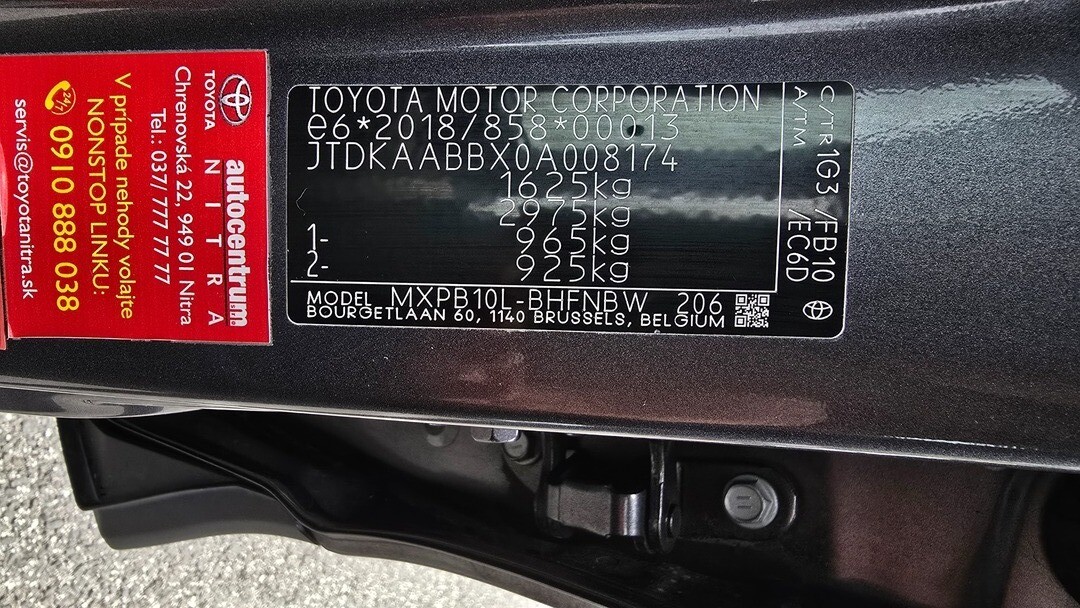 TOYOTA MOTOR CORPORATION
e6*2018/858*00013
JTDKAABBX0A008174
1625kg
2975kg
1- 965kg
2- 925kg
MODEL MXPB10L-BHFNBW 206
BOURGETLAAN 60, 1140 BRUSSELS, BELGIUM
C/TR 1G3 /FB10
A/TM /EC6D
autocentrum
TOYOTA NITRA
Chrenovská 22, 949 01 Nitra
Tel.: 037/ 777 77 77
V prípade nehody volajte
NONSTOP LINKU:
24/7 0910 888 038
servis@toyotanitra.sk